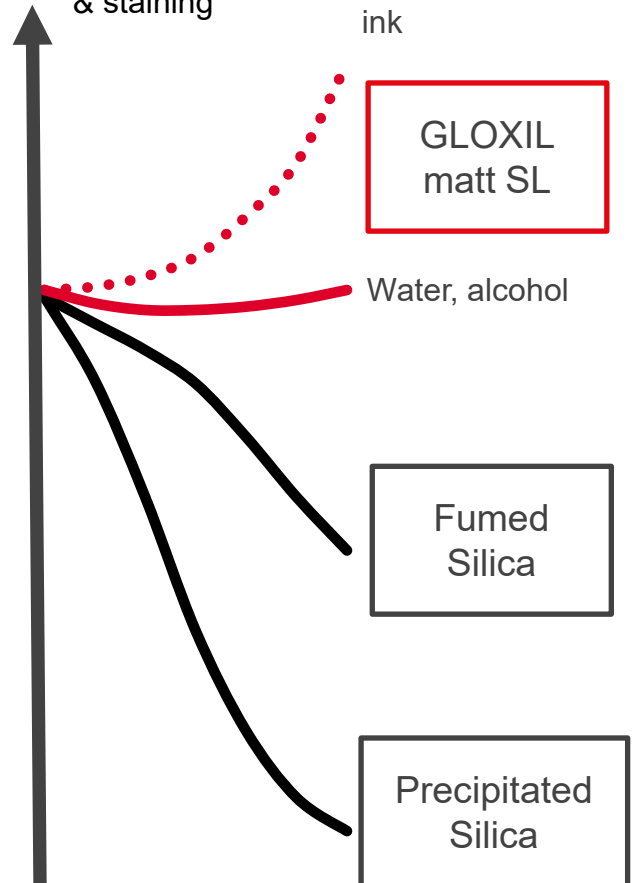 & staining
ink
GLOXIL
matt SL
Water, alcohol
Fumed
Silica
Precipitated
Silica